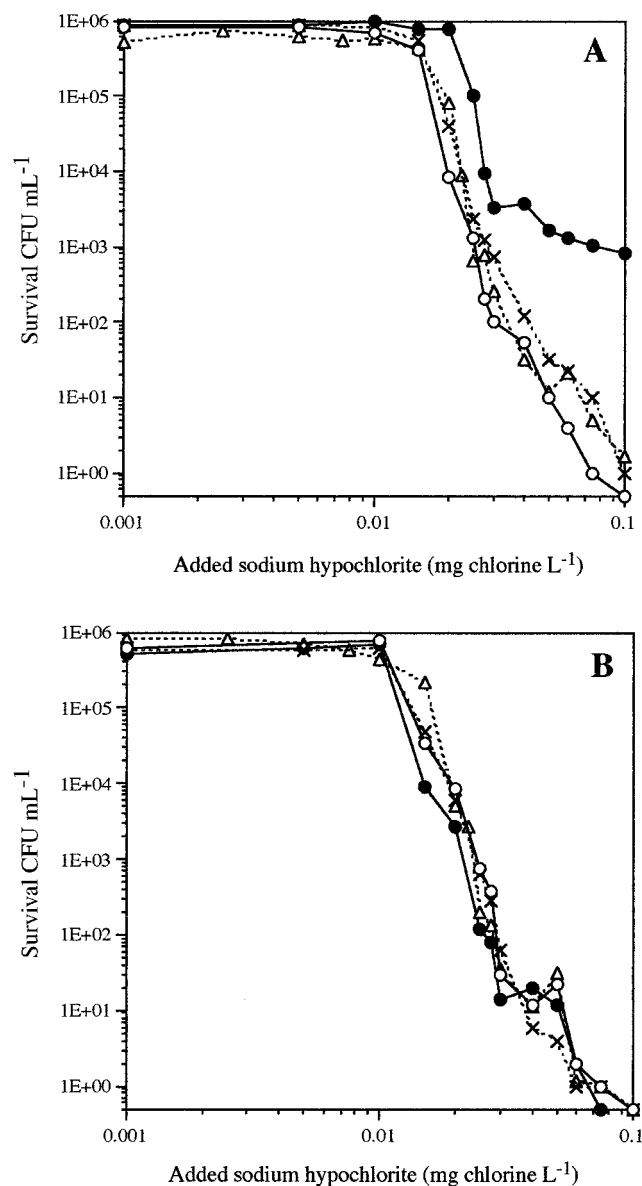 A
1E+06
1E+05
1E+04
1E+03
1E+02
1E+01
1E+00
Survival CFU mL⁻¹
0.001
0.01
0.1
Added sodium hypochlorite (mg chlorine L⁻¹)
B
1E+06
1E+05
1E+04
1E+03
1E+02
1E+01
1E+00
Survival CFU mL⁻¹
0.001
0.01
0.1
Added sodium hypochlorite (mg chlorine L⁻¹)